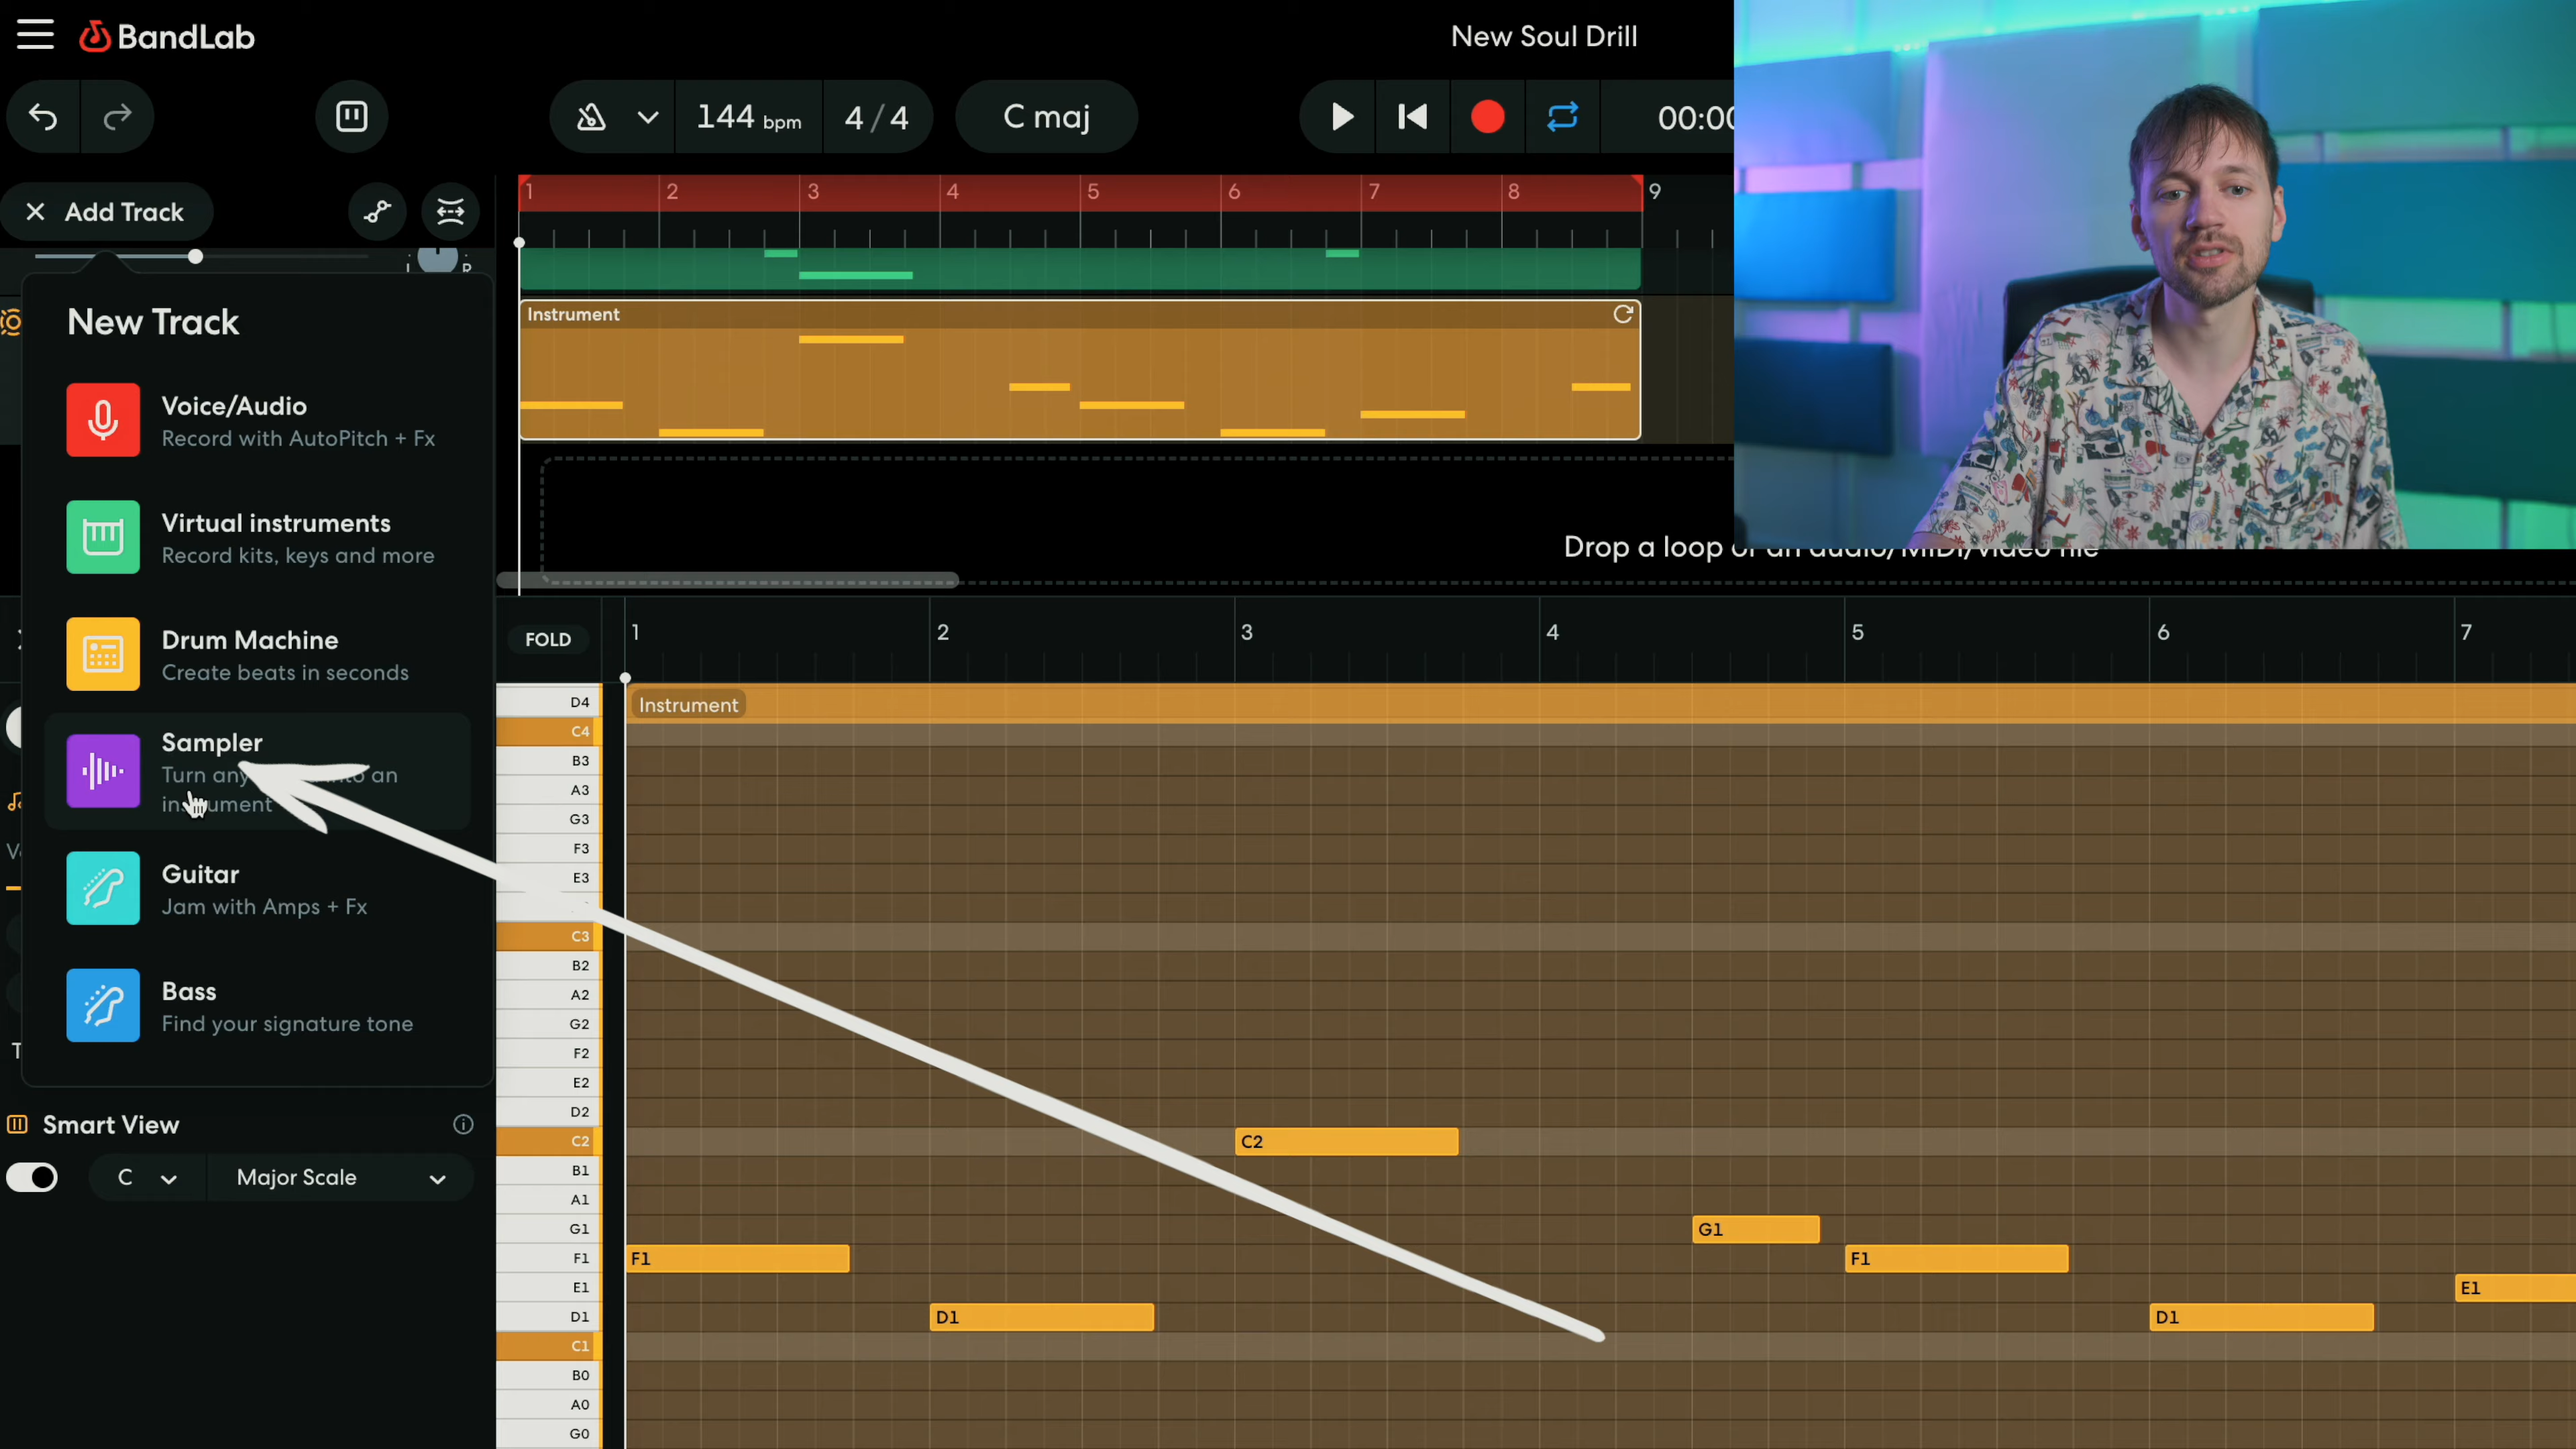 BandLab
New Soul Drill
144 bpm
4 / 4
C maj
Add Track
1 2 3 4 5 6 7 8 9
R
New Track
Instrument
Voice/Audio
Record with AutoPitch + Fx
Virtual instruments
Record kits, keys and more
Drop a loop or an audio/MIDI/video file
Drum Machine
Create beats in seconds
FOLD
1 2 3 4 5 6 7
Sampler
Turn any into an
instrument
Guitar
Jam with Amps + Fx
Bass
Find your signature tone
Smart View
C
Major Scale
Instrument
D4
C4
B3
A3
G3
F3
E3
C3
B2
A2
G2
F2
E2
D2
C2
B1
A1
G1
F1
E1
D1
C1
B0
A0
G0
C2
G1
F1
F1
E1
D1
D1